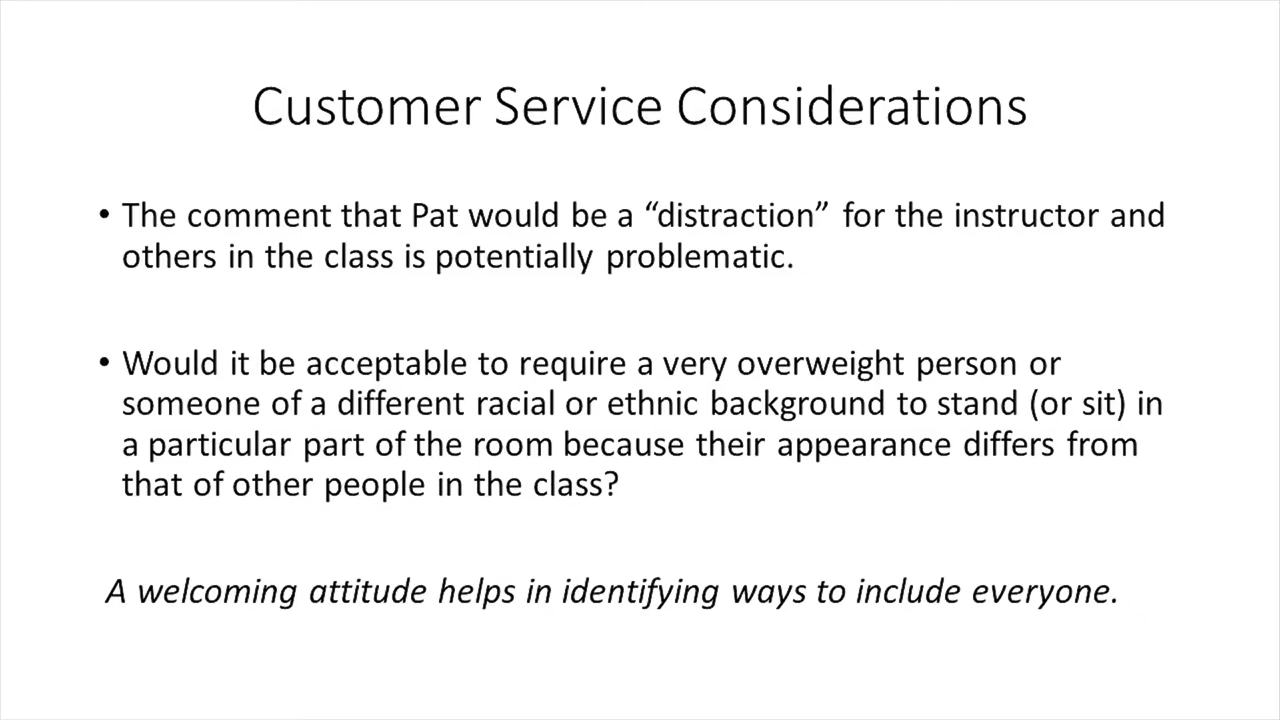 Customer Service Considerations
• The comment that Pat would be a “distraction” for the instructor and
others in the class is potentially problematic.
• Would it be acceptable to require a very overweight person or
someone of a different racial or ethnic background to stand (or sit) in
a particular part of the room because their appearance differs from
that of other people in the class?
A welcoming attitude helps in identifying ways to include everyone.